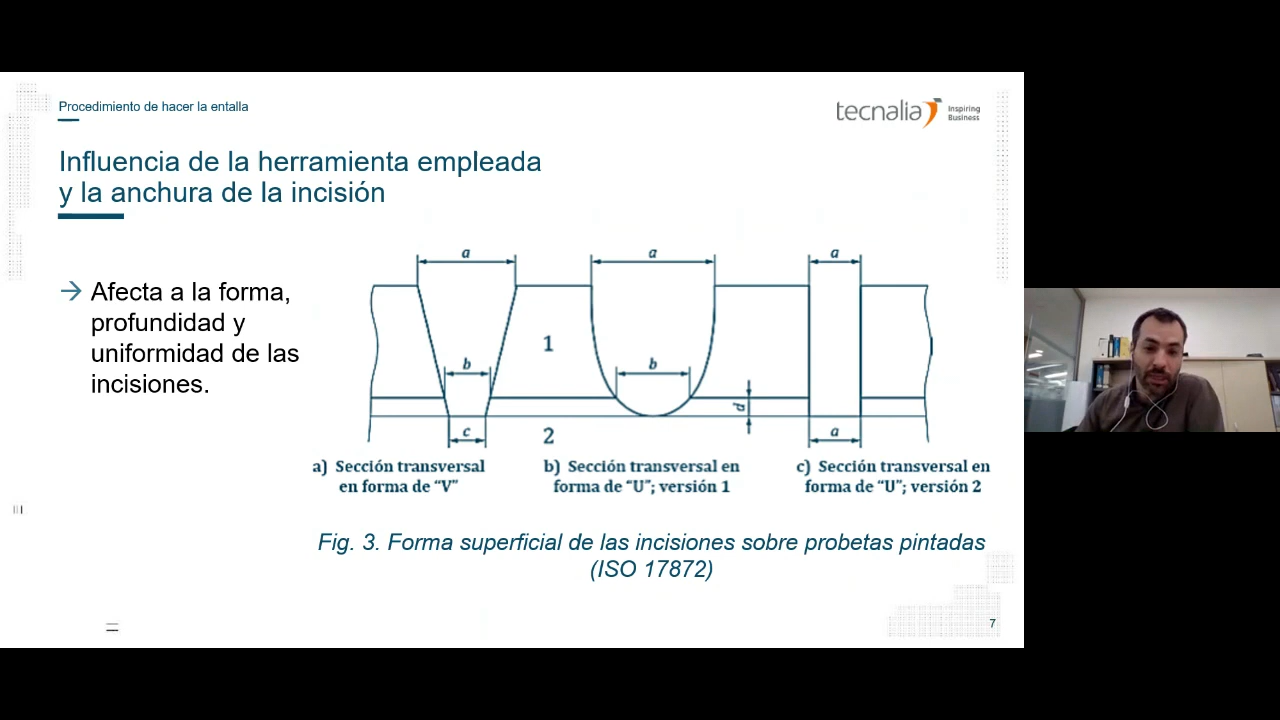 Procedimiento de hacer la entalla
tecnalia Inspiring
Business
Influencia de la herramienta empleada
y la anchura de la incisión
→ Afecta a la forma,
profundidad y
uniformidad de las
incisiones.
a a a
1
b b
d
c 2 a
a) Sección transversal
en forma de “V”
b) Sección transversal en
forma de “U”; versión 1
c) Sección transversal en
forma de “U”; versión 2
Fig. 3. Forma superficial de las incisiones sobre probetas pintadas
(ISO 17872)
7